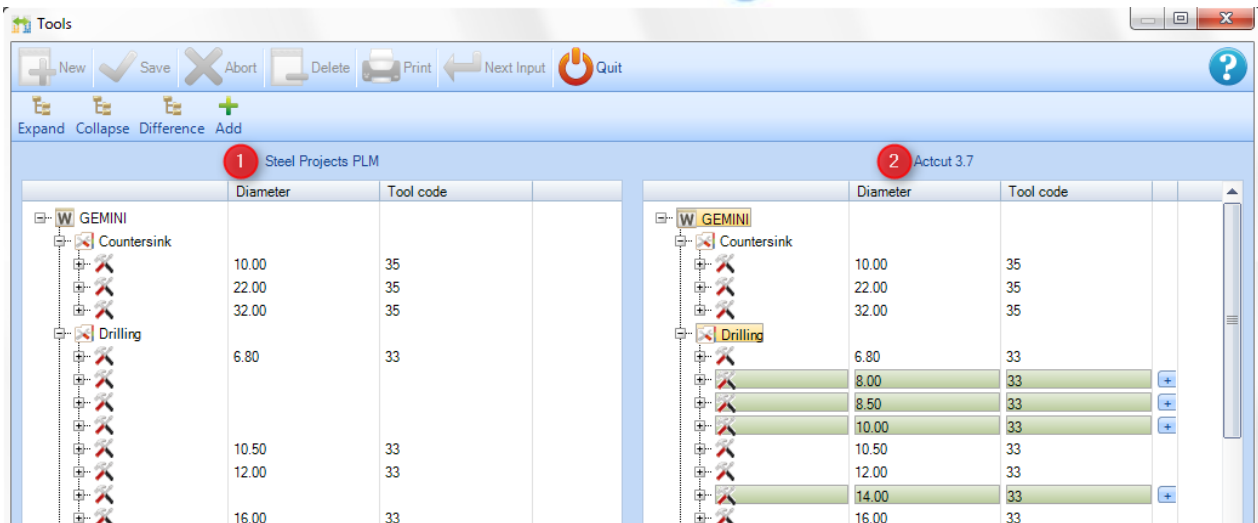 Tools
New Save Abort Delete Print Next Input Quit ?
Expand Collapse Difference Add
1 Steel Projects PLM 2 Actcut 3.7
Diameter Tool code Diameter Tool code
W GEMINI W GEMINI
Countersink Countersink
10.00 35 10.00 35
22.00 35 22.00 35
32.00 35 32.00 35
Drilling Drilling
6.80 33 6.80 33
8.00 33
8.50 33
10.00 33
10.50 33 10.50 33
12.00 33 12.00 33
14.00 33
16.00 33 16.00 33